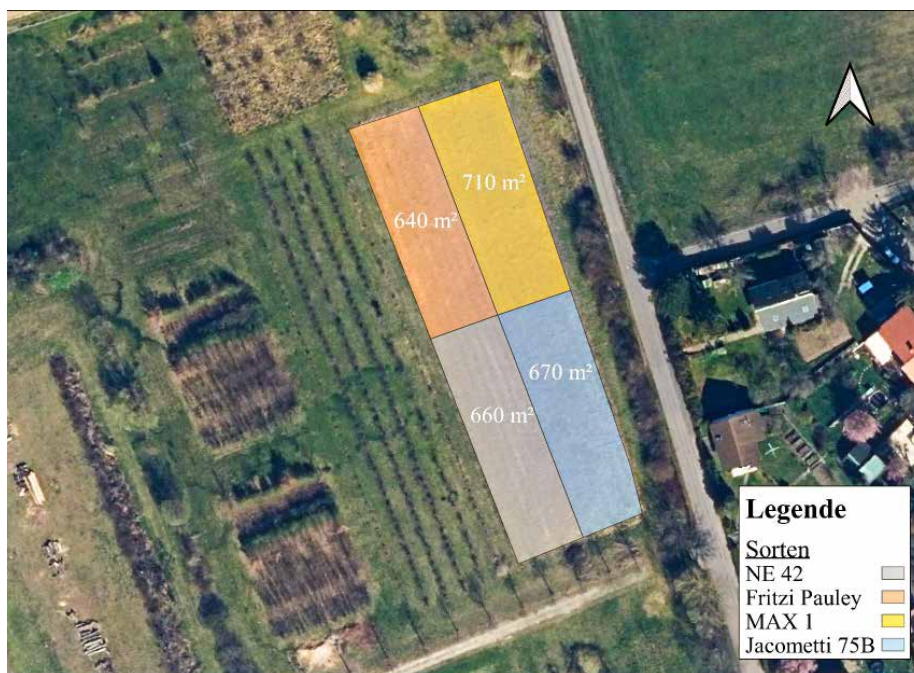 710 m²
640 m²
670 m²
660 m²
Legende
Sorten
NE 42
Fritzi Pauley
MAX 1
Jacometti 75B